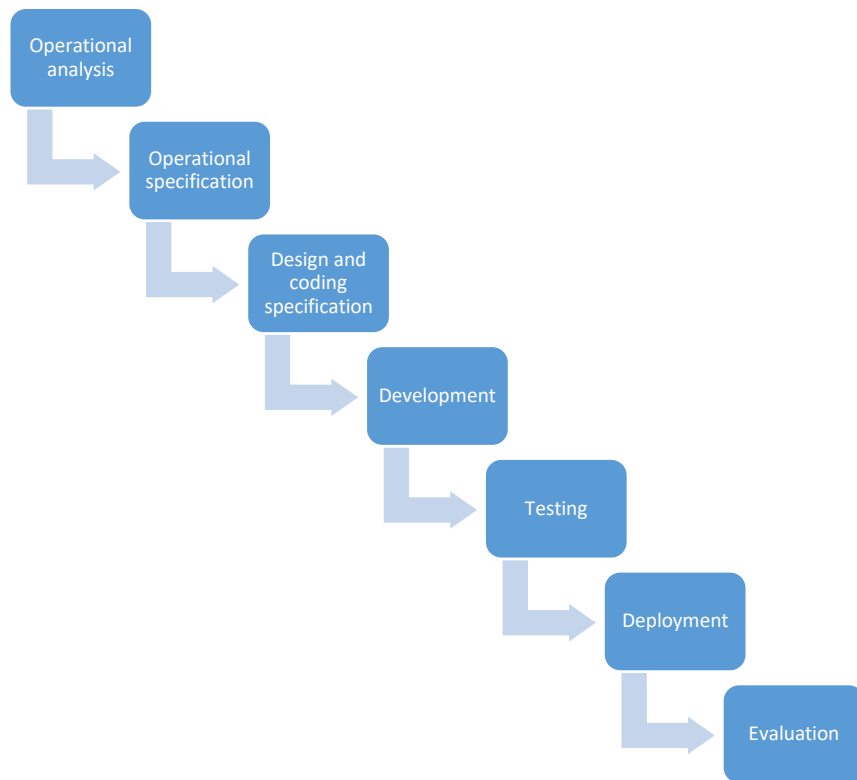 Operational
analysis
Operational
specification
Design and
coding
specification
Development
Testing
Deployment
Evaluation